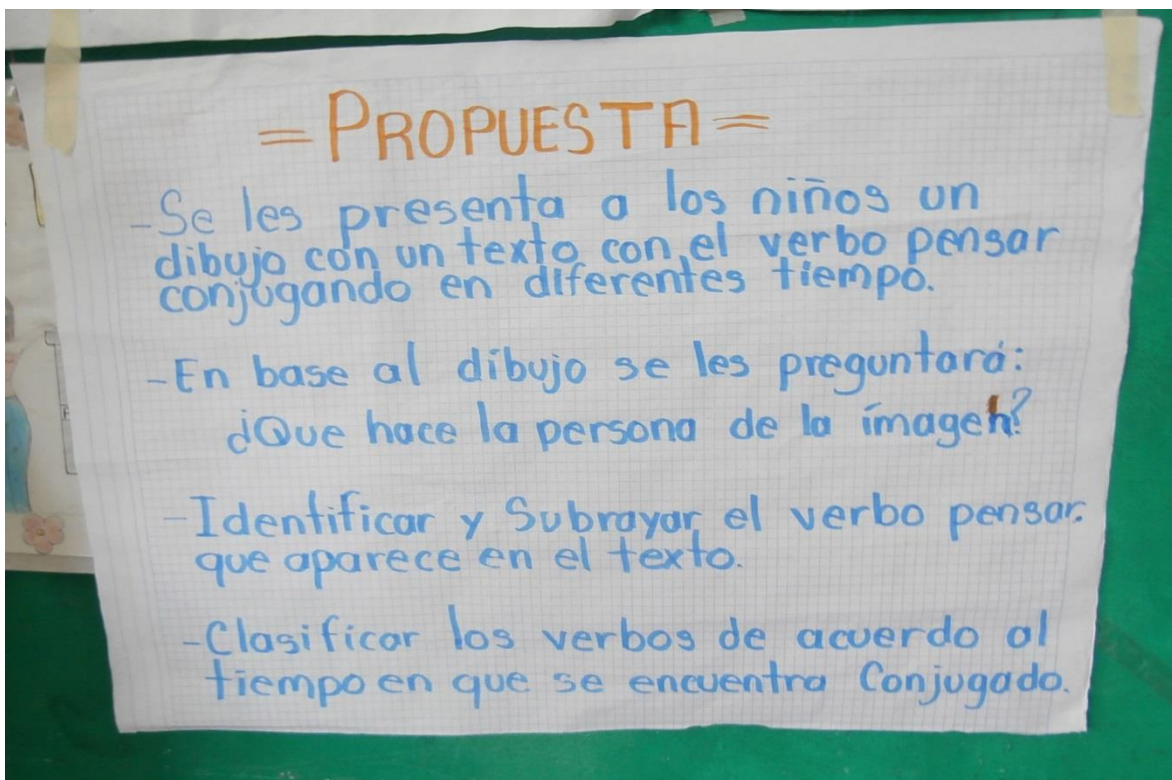 = PROPUESTA =
-Se les presenta a los niños un
dibujo con un texto con el verbo pensar
conjugando en diferentes tiempo.
-En base al dibujo se les preguntará:
¿Que hace la persona de la ímagen?
-Identificar y Subrayar el verbo pensar.
que aparece en el texto.
-Clasificar los verbos de acuerdo al
tiempo en que se encuentra Conjugado.